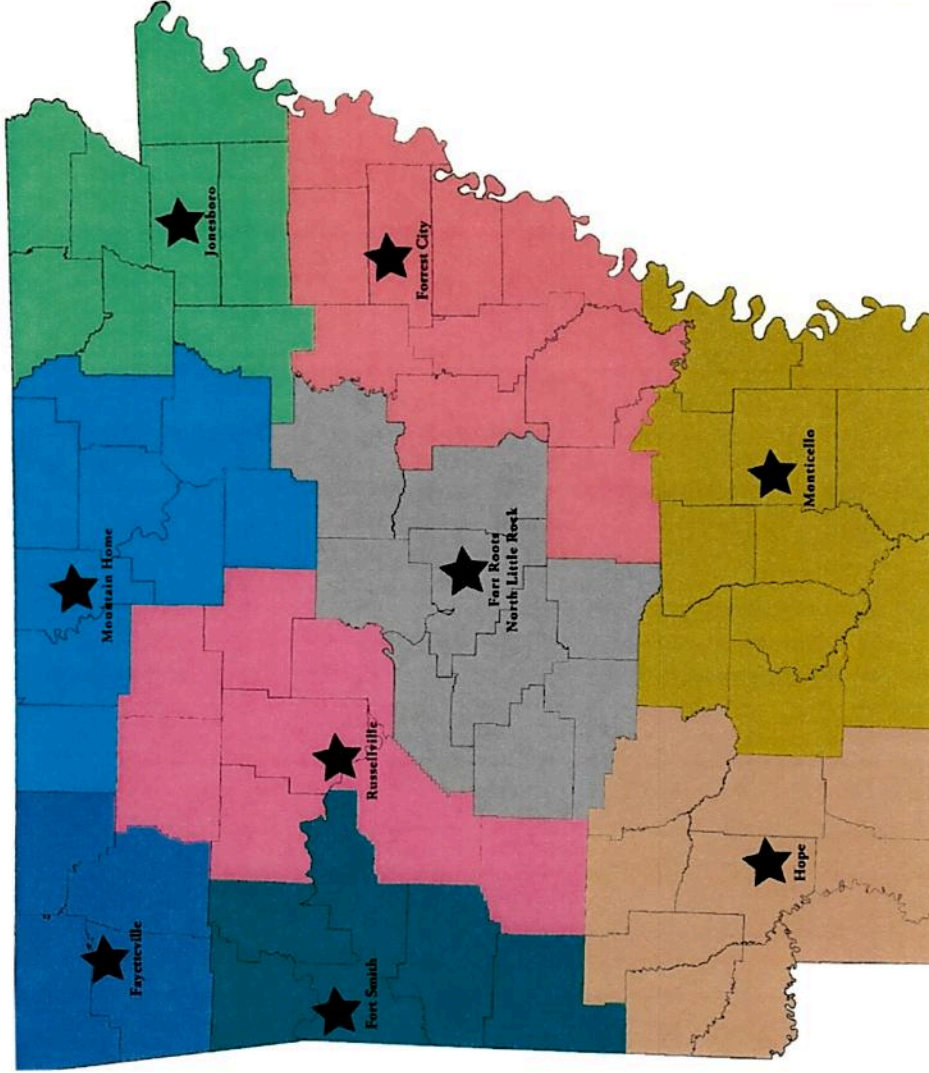 Fayetteville
Mountain Home
Jonesboro
Fort Smith
Russellville
Forrest City
Fort Roots
North Little Rock
Hope
Monticello